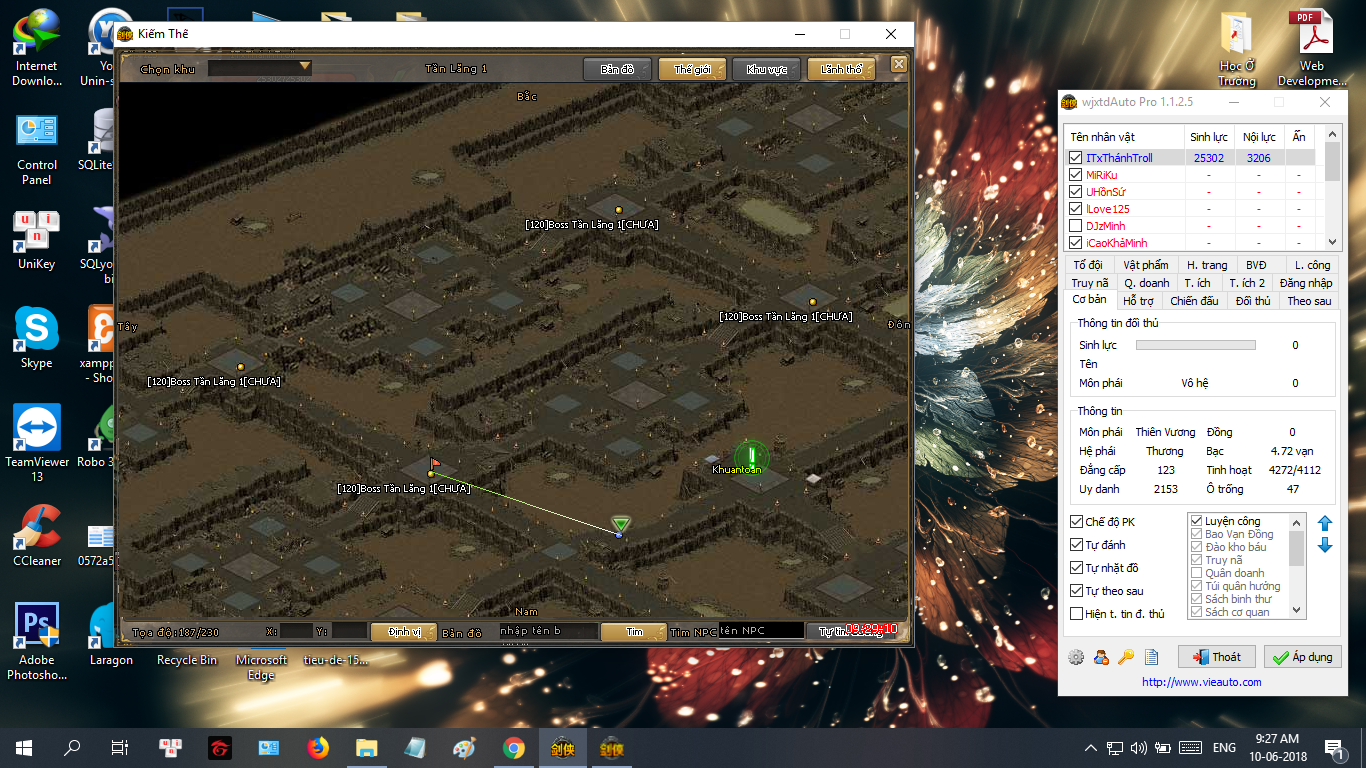 Internet
Downlo...
Yo
Unin-s
Control
Panel
SQLite
UniKey
SQLyo
bi
Skype
xampp
- Sho
TeamViewer
13
Robo 3
CCleaner
0572a5
Adobe
Photosho...
Laragon
Recycle Bin
Microsoft
Edge
tieu-de-15...
Học Ở
Trường
PDF
Web
Developme...
Kiếm Thế
Chọn khu
Tần Lăng 1
Bản đồ
Thế giới
Khu vực
Lãnh thổ
Bắc
[120]Boss Tần Lăng 1[CHƯA]
[120]Boss Tần Lăng 1[CHƯA]
Tây
Đôn
[120]Boss Tần Lăng 1[CHƯA]
Khuantoan
[120]Boss Tần Lăng 1[CHƯA]
Nam
Tọa độ:187/230
X:
Y:
Định vị
Bản đồ
nhập tên b
Tìm
Tìm NPC
tên NPC
09:29:10
wjxtdAuto Pro 1.1.2.5
Tên nhân vật
Sinh lực
Nội lực
Ẩn
ITxThánhTroll
25302
3206
MiRiKu
- - -
UHồnSứ
- - -
lLove125
- - -
DJzMinh
- - -
iCaoKhảMinh
- - -
Tổ đội
Vật phẩm
H. trang
BVĐ
L. công
Truy nã
Q. doanh
T. ích
T. ích 2
Đăng nhập
Cơ bản
Hỗ trợ
Chiến đấu
Đối thủ
Theo sau
Thông tin đối thủ
Sinh lực
0
Tên
Môn phái
Vô hệ
0
Thông tin
Môn phái
Thiên Vương
Đồng
0
Hệ phái
Thương
Bạc
4.72 vạn
Đẳng cấp
123
Tinh hoạt
4272/4112
Uy danh
2153
Ô trống
47
Chế độ PK
Tự đánh
Tự nhặt đồ
Tự theo sau
Hiện t. tin đ. thủ
Luyện công
Bao Vạn Đồng
Đào kho báu
Truy nã
Quân doanh
Túi quân hưởng
Sách binh thư
Sách cơ quan
Thoát
Áp dụng
http://www.vieauto.com
ENG
9:27 AM
10-06-2018
1